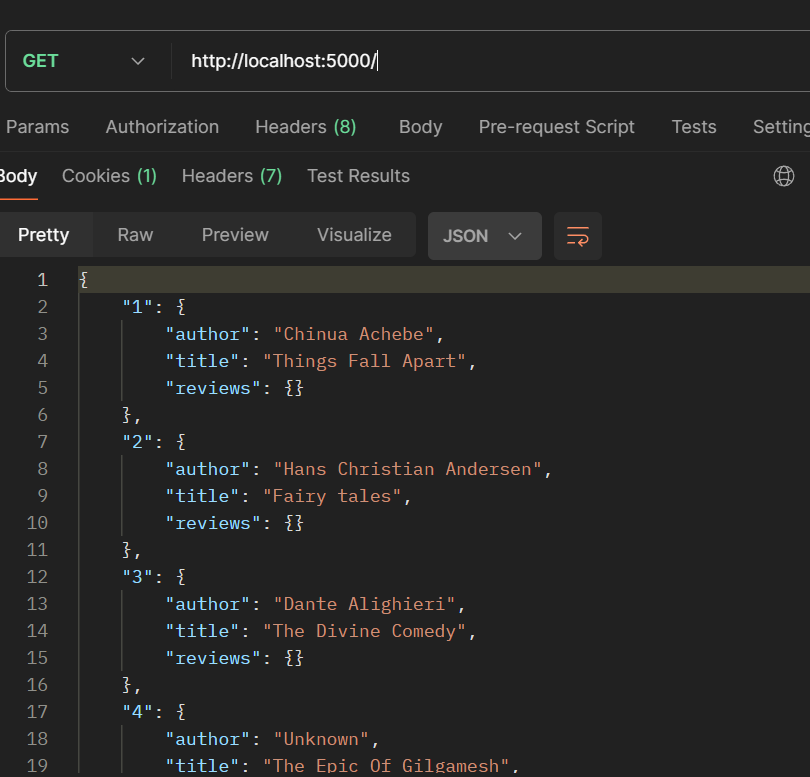 GET http://localhost:5000/
Params Authorization Headers (8) Body Pre-request Script Tests Setting
Body Cookies (1) Headers (7) Test Results
Pretty Raw Preview Visualize JSON
1 {
2 "1": {
3 "author": "Chinua Achebe",
4 "title": "Things Fall Apart",
5 "reviews": {}
6 },
7 "2": {
8 "author": "Hans Christian Andersen",
9 "title": "Fairy tales",
10 "reviews": {}
11 },
12 "3": {
13 "author": "Dante Alighieri",
14 "title": "The Divine Comedy",
15 "reviews": {}
16 },
17 "4": {
18 "author": "Unknown",
19 "title": "The Epic Of Gilgamesh",